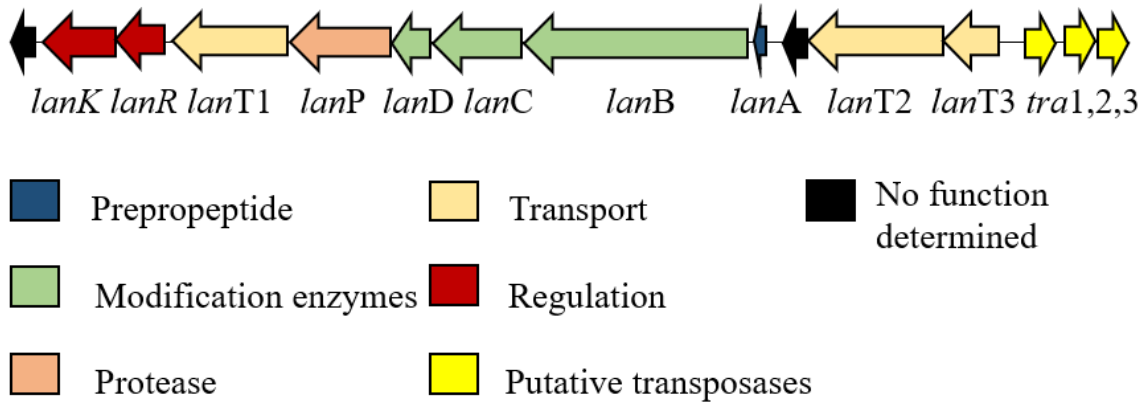 lanK lanR lanT1 lanP lanD lanC lanB lanA lanT2 lanT3 tra1,2,3
Prepropeptide Transport No function
determined
Modification enzymes Regulation
Protease Putative transposases